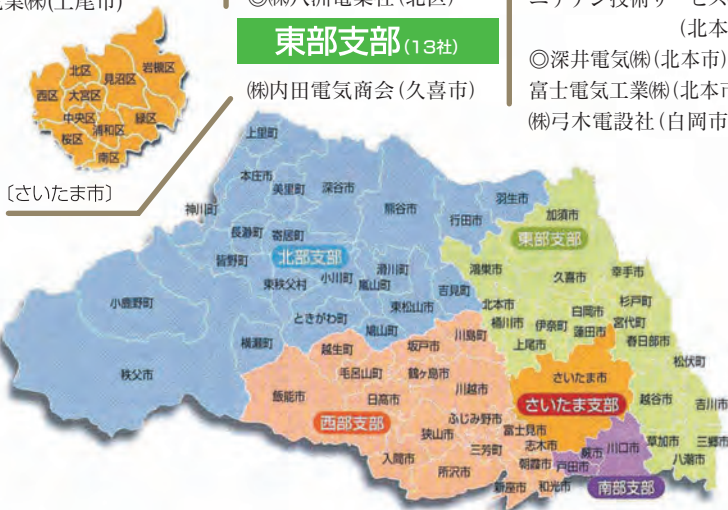 業㈱(上尾市)
東部支部(13社)
㈱内田電気商会(久喜市)
(北本
◎深井電気㈱(北本市)
富士電気工業㈱(北本市
㈱弓木電設社(白岡市
北区
見沼区
岩槻区
西区
大宮区
中央区
浦和区
緑区
桜区
南区
〔さいたま市〕
上里町
本庄市
美里町
深谷市
神川町
熊谷市
羽生市
行田市
加須市
長瀞町
寄居町
東部支部
皆野町
北部支部
鴻巣市
久喜市
幸手市
東秩父村
小川町
嵐山町
滑川町
吉見町
小鹿野町
ときがわ町
東松山市
北本市
桶川市
伊奈町
白岡市
蓮田市
杉戸町
宮代町
春日部市
横瀬町
鳩山町
川島町
上尾市
秩父市
越生町
坂戸市
松伏町
毛呂山町
鶴ヶ島市
さいたま市
飯能市
日高市
川越市
さいたま支部
越谷市
吉川市
西部支部
ふじみ野市
富士見市
狭山市
志木市
三芳町
蕨市
川口市
草加市
三郷市
入間市
所沢市
朝霞市
戸田市
八潮市
新座市
和光市
南部支部